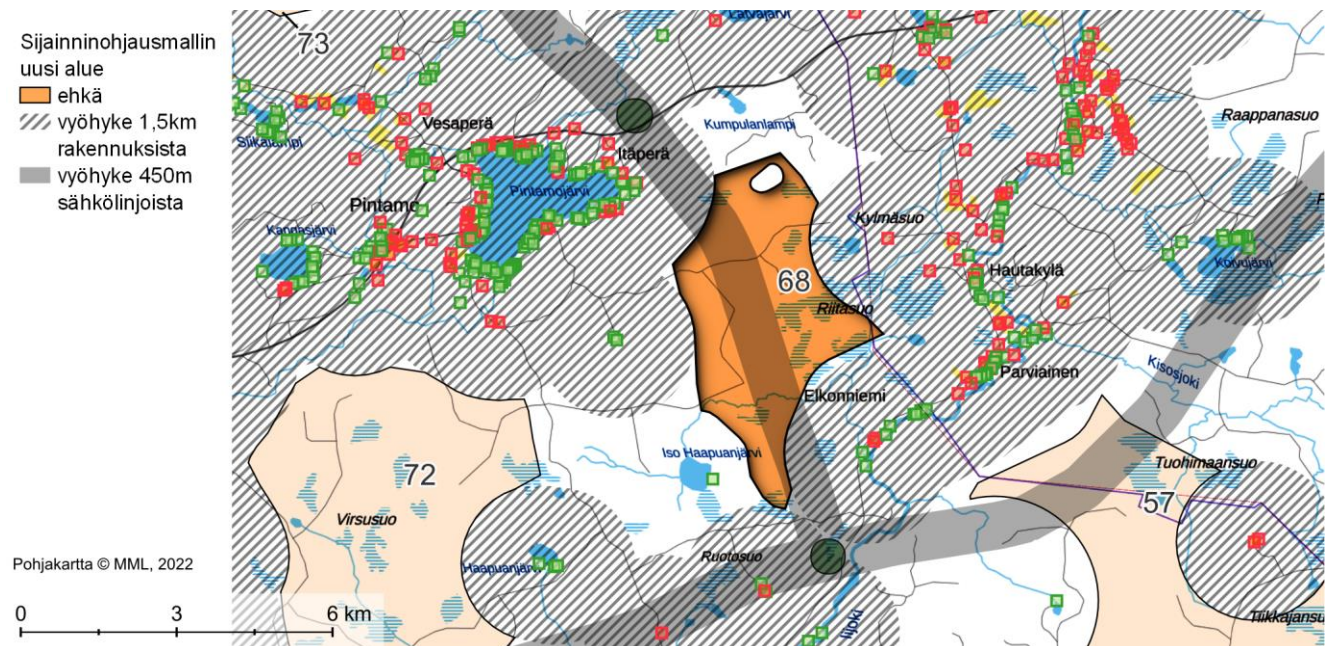 Sijainninohjausmallin
uusi alue
ehkä
vyöhyke 1,5km
rakennuksista
vyöhyke 450m
sähkölinjoista
Pohjakartta © MML, 2022
0 3 6 km
73
Latvajärvi
Vesaperä
Siikalampi
Kumpulanlampi
Raappanasuo
Itäperä
Pintamojärvi
Pintamo
Kangasjärvi
Kylmäsuo
Hautakylä
Koivujärvi
68
Riitasuo
Kisosjoki
Parviainen
Elkonniemi
Iso Haapuanjärvi
72
Tuohimaansuo
57
Virsusuo
Ruotosuo
Haapuanjärvi
Iijoki
Tiikkajansu